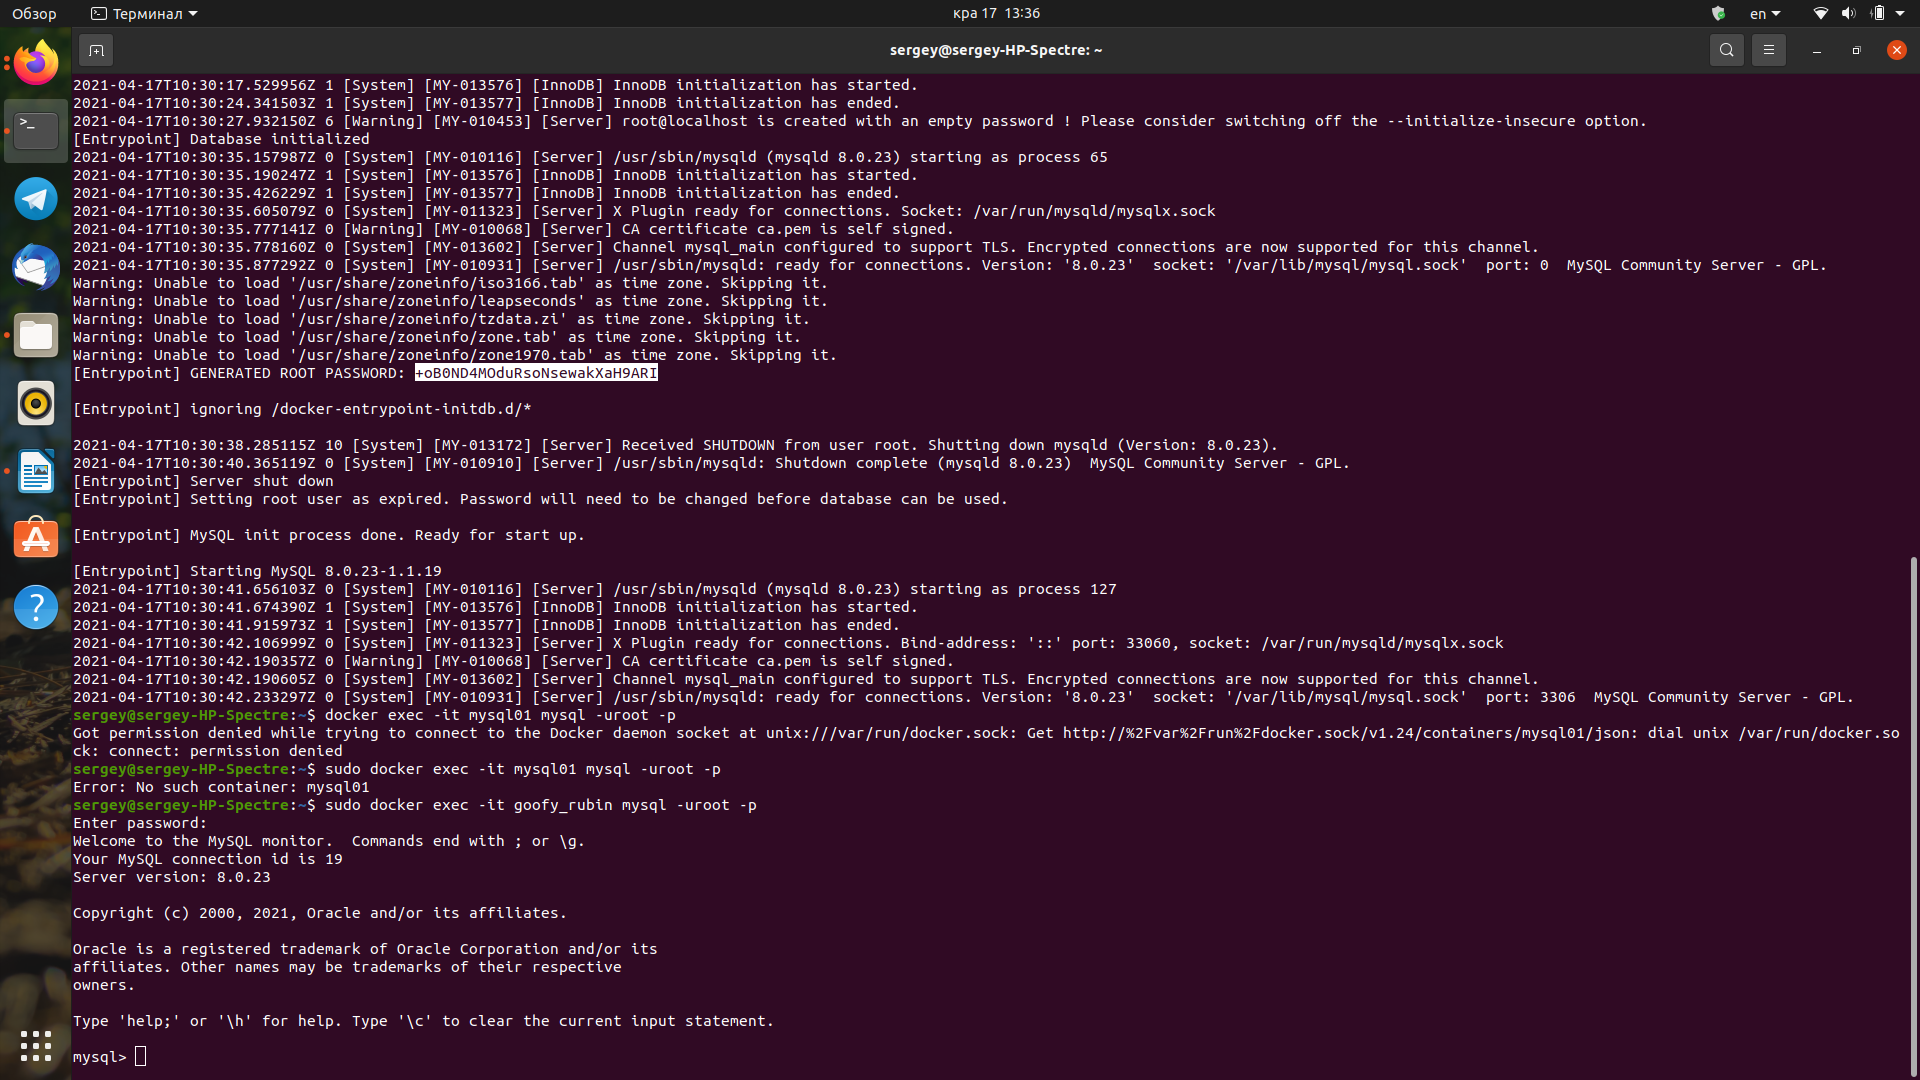 Обзор
Терминал
кра 17  13:36
en
sergey@sergey-HP-Spectre: ~
2021-04-17T10:30:17.529956Z 1 [System] [MY-013576] [InnoDB] InnoDB initialization has started.
2021-04-17T10:30:24.341503Z 1 [System] [MY-013577] [InnoDB] InnoDB initialization has ended.
2021-04-17T10:30:27.932150Z 6 [Warning] [MY-010453] [Server] root@localhost is created with an empty password ! Please consider switching off the --initialize-insecure option.
[Entrypoint] Database initialized
2021-04-17T10:30:35.157987Z 0 [System] [MY-010116] [Server] /usr/sbin/mysqld (mysqld 8.0.23) starting as process 65
2021-04-17T10:30:35.190247Z 1 [System] [MY-013576] [InnoDB] InnoDB initialization has started.
2021-04-17T10:30:35.426229Z 1 [System] [MY-013577] [InnoDB] InnoDB initialization has ended.
2021-04-17T10:30:35.605079Z 0 [System] [MY-011323] [Server] X Plugin ready for connections. Socket: /var/run/mysqld/mysqlx.sock
2021-04-17T10:30:35.777141Z 0 [Warning] [MY-010068] [Server] CA certificate ca.pem is self signed.
2021-04-17T10:30:35.778160Z 0 [System] [MY-013602] [Server] Channel mysql_main configured to support TLS. Encrypted connections are now supported for this channel.
2021-04-17T10:30:35.877292Z 0 [System] [MY-010931] [Server] /usr/sbin/mysqld: ready for connections. Version: '8.0.23'  socket: '/var/lib/mysql/mysql.sock'  port: 0  MySQL Community Server - GPL.
Warning: Unable to load '/usr/share/zoneinfo/iso3166.tab' as time zone. Skipping it.
Warning: Unable to load '/usr/share/zoneinfo/leapseconds' as time zone. Skipping it.
Warning: Unable to load '/usr/share/zoneinfo/tzdata.zi' as time zone. Skipping it.
Warning: Unable to load '/usr/share/zoneinfo/zone.tab' as time zone. Skipping it.
Warning: Unable to load '/usr/share/zoneinfo/zone1970.tab' as time zone. Skipping it.
[Entrypoint] GENERATED ROOT PASSWORD: +oB0ND4MOduRsoNsewakXaH9ARI
[Entrypoint] ignoring /docker-entrypoint-initdb.d/*
2021-04-17T10:30:38.285115Z 10 [System] [MY-013172] [Server] Received SHUTDOWN from user root. Shutting down mysqld (Version: 8.0.23).
2021-04-17T10:30:40.365119Z 0 [System] [MY-010910] [Server] /usr/sbin/mysqld: Shutdown complete (mysqld 8.0.23)  MySQL Community Server - GPL.
[Entrypoint] Server shut down
[Entrypoint] Setting root user as expired. Password will need to be changed before database can be used.
[Entrypoint] MySQL init process done. Ready for start up.
[Entrypoint] Starting MySQL 8.0.23-1.1.19
2021-04-17T10:30:41.656103Z 0 [System] [MY-010116] [Server] /usr/sbin/mysqld (mysqld 8.0.23) starting as process 127
2021-04-17T10:30:41.674390Z 1 [System] [MY-013576] [InnoDB] InnoDB initialization has started.
2021-04-17T10:30:41.915973Z 1 [System] [MY-013577] [InnoDB] InnoDB initialization has ended.
2021-04-17T10:30:42.106999Z 0 [System] [MY-011323] [Server] X Plugin ready for connections. Bind-address: '::' port: 33060, socket: /var/run/mysqld/mysqlx.sock
2021-04-17T10:30:42.190357Z 0 [Warning] [MY-010068] [Server] CA certificate ca.pem is self signed.
2021-04-17T10:30:42.190605Z 0 [System] [MY-013602] [Server] Channel mysql_main configured to support TLS. Encrypted connections are now supported for this channel.
2021-04-17T10:30:42.233297Z 0 [System] [MY-010931] [Server] /usr/sbin/mysqld: ready for connections. Version: '8.0.23'  socket: '/var/lib/mysql/mysql.sock'  port: 3306  MySQL Community Server - GPL.
sergey@sergey-HP-Spectre:~$ docker exec -it mysql01 mysql -uroot -p
Got permission denied while trying to connect to the Docker daemon socket at unix:///var/run/docker.sock: Get http://%2Fvar%2Frun%2Fdocker.sock/v1.24/containers/mysql01/json: dial unix /var/run/docker.so
ck: connect: permission denied
sergey@sergey-HP-Spectre:~$ sudo docker exec -it mysql01 mysql -uroot -p
Error: No such container: mysql01
sergey@sergey-HP-Spectre:~$ sudo docker exec -it goofy_rubin mysql -uroot -p
Enter password:
Welcome to the MySQL monitor.  Commands end with ; or \g.
Your MySQL connection id is 19
Server version: 8.0.23
Copyright (c) 2000, 2021, Oracle and/or its affiliates.
Oracle is a registered trademark of Oracle Corporation and/or its
affiliates. Other names may be trademarks of their respective
owners.
Type 'help;' or '\h' for help. Type '\c' to clear the current input statement.
mysql>